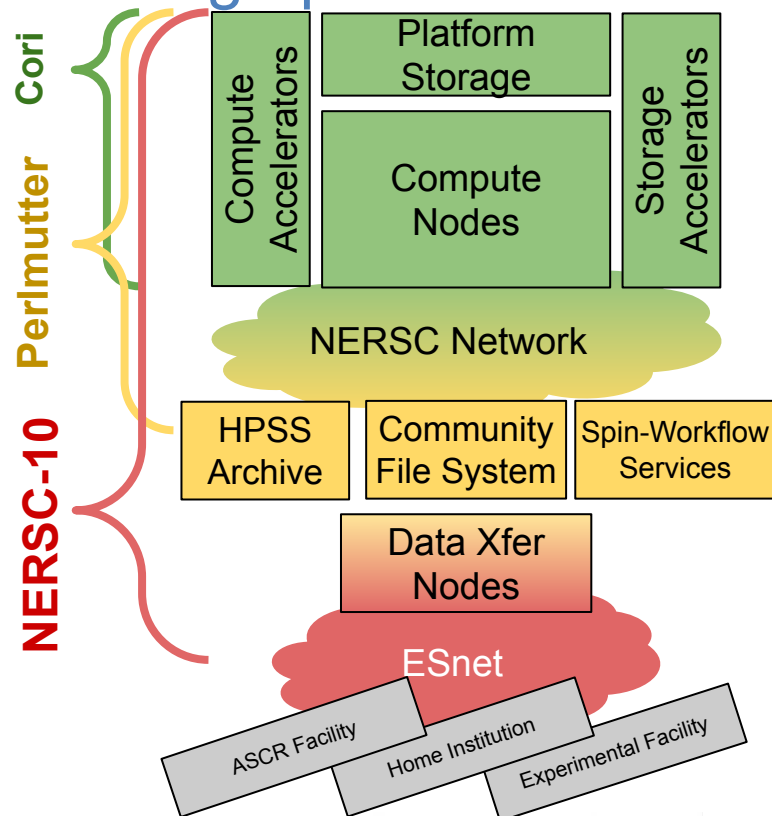 Cori
Perlmutter
NERSC-10
Compute
Accelerators
Platform
Storage
Compute
Nodes
Storage
Accelerators
NERSC Network
HPSS
Archive
Community
File System
Spin-Workflow
Services
Data Xfer
Nodes
ESnet
ASCR Facility
Home Institution
Experimental Facility